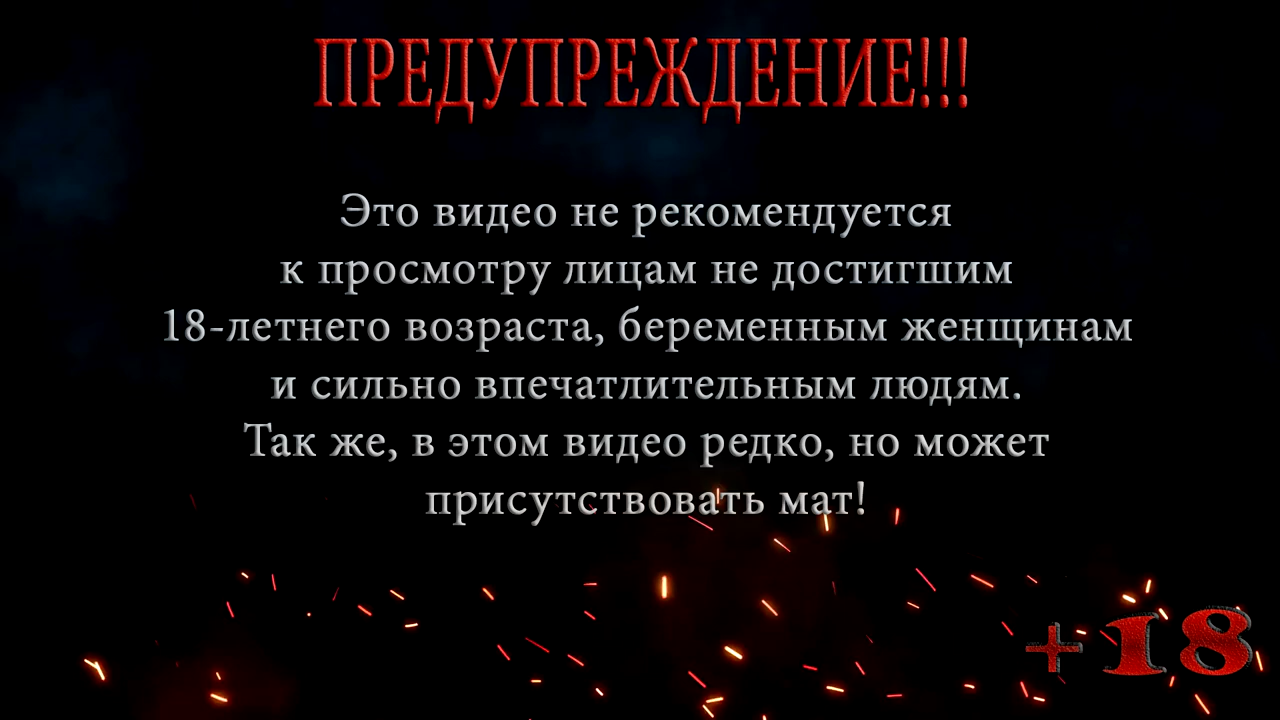 ПРЕДУПРЕЖДЕНИЕ!!!
Это видео не рекомендуется
к просмотру лицам не достигшим
18-летнего возраста, беременным женщинам
и сильно впечатлительным людям.
Так же, в этом видео редко, но может
присутствовать мат!
+18